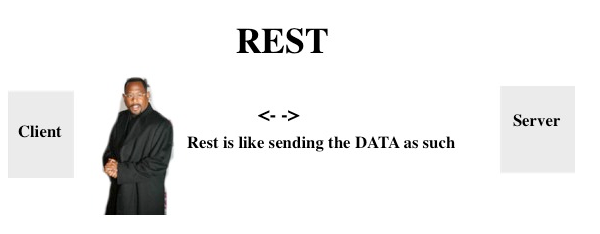 REST
<- ->
Client
Server
Rest is like sending the DATA as such